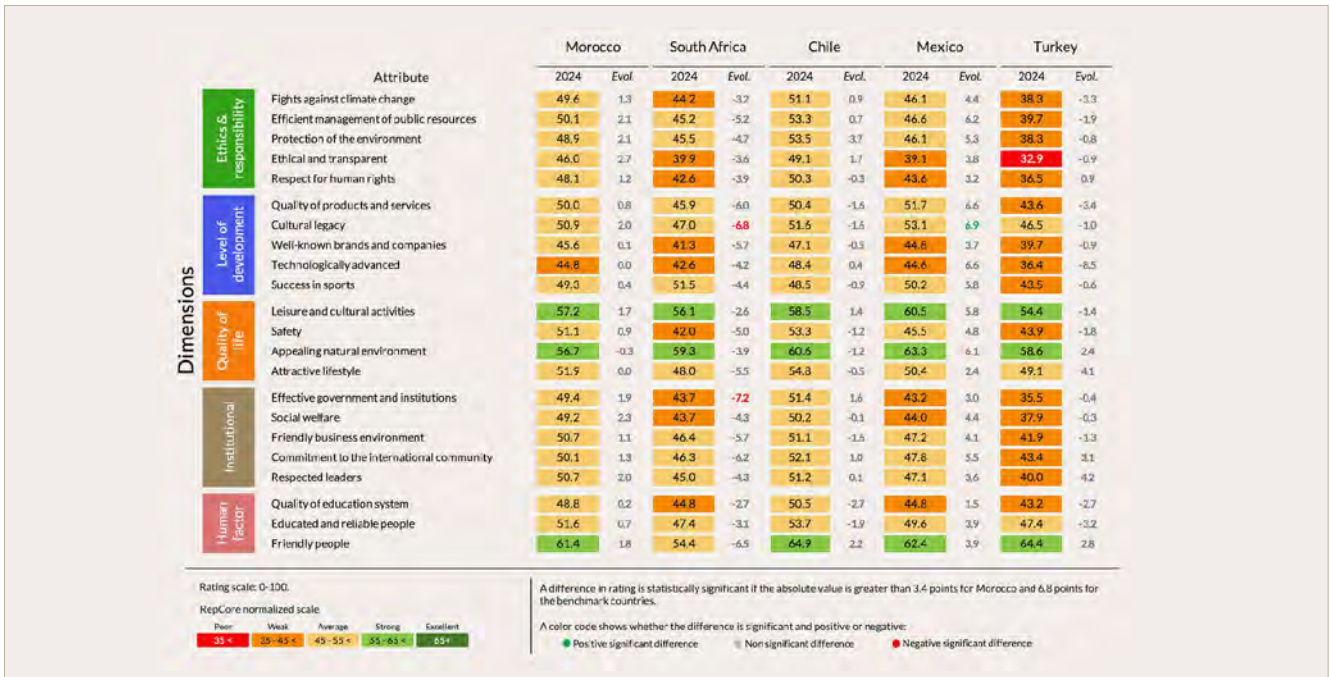 Morocco South Africa Chile Mexico Turkey
Attribute 2024 Evol. 2024 Evol. 2024 Evol. 2024 Evol. 2024 Evol.
Dimensions
Ethics & responsibility
Fights against climate change 49.6 1.3 44.2 -3.2 51.1 0.9 46.1 4.4 38.3 -3.3
Efficient management of public resources 50.1 2.1 45.2 -5.2 53.3 0.7 46.6 6.2 39.7 -1.9
Protection of the environment 48.9 2.1 45.5 -4.7 53.5 3.7 46.1 5.3 38.3 -0.8
Ethical and transparent 46.0 2.7 39.9 -3.6 49.1 1.7 39.1 3.8 32.9 -0.9
Respect for human rights 48.1 1.2 42.6 -3.9 50.3 -0.3 43.6 3.2 36.5 0.9
Level of development
Quality of products and services 50.0 0.8 45.9 -6.0 50.4 -1.6 51.7 6.6 43.6 -3.4
Cultural legacy 50.9 2.0 47.0 -6.8 51.6 -1.6 53.1 6.9 46.5 -1.0
Well-known brands and companies 45.6 0.1 41.3 -5.7 47.1 -0.5 44.8 3.7 39.7 -0.9
Technologically advanced 44.8 0.0 42.6 -4.2 48.4 0.4 44.6 6.6 36.4 -8.5
Success in sports 49.3 0.4 51.5 -4.4 48.5 -0.9 50.2 5.8 43.5 -0.6
Quality of life
Leisure and cultural activities 57.2 1.7 56.1 -2.6 58.5 1.4 60.5 5.8 54.4 -1.4
Safety 51.1 0.9 42.0 -5.0 53.3 -1.2 45.5 4.8 43.9 -1.8
Appealing natural environment 56.7 -0.3 59.3 -3.9 60.6 -1.2 63.3 6.1 58.6 2.4
Attractive lifestyle 51.9 0.0 48.0 -5.5 54.8 -0.5 50.4 2.4 49.1 4.1
Institutional
Effective government and institutions 49.4 1.9 43.7 -7.2 51.4 1.6 43.2 3.0 35.5 -0.4
Social welfare 49.2 2.3 43.7 -4.3 50.2 -0.1 44.0 4.4 37.9 -0.3
Friendly business environment 50.7 1.1 46.4 -5.7 51.1 -1.6 47.2 4.1 41.9 -1.3
Commitment to the international community 50.1 1.3 46.3 -6.2 52.1 1.0 47.8 5.5 43.4 3.1
Respected leaders 50.7 2.0 45.0 -4.3 51.2 0.1 47.1 3.6 40.0 4.2
Human factor
Quality of education system 48.8 0.2 44.8 -2.7 50.5 -2.7 44.8 1.5 43.2 -2.7
Educated and reliable people 51.6 0.7 47.4 -3.1 53.7 -1.9 49.6 3.9 47.4 -3.2
Friendly people 61.4 1.8 54.4 -6.5 64.9 2.2 62.4 3.9 64.4 2.8
Rating scale: 0-100.
RepCore normalized scale
Poor Weak Average Strong Excellent
35 < 35 - 45 < 45 - 55 < 55 - 65 < 65+
A difference in rating is statistically significant if the absolute value is greater than 3.4 points for Morocco and 6.8 points for
the benchmark countries.
A color code shows whether the difference is significant and positive or negative:
Positive significant difference Non significant difference Negative significant difference